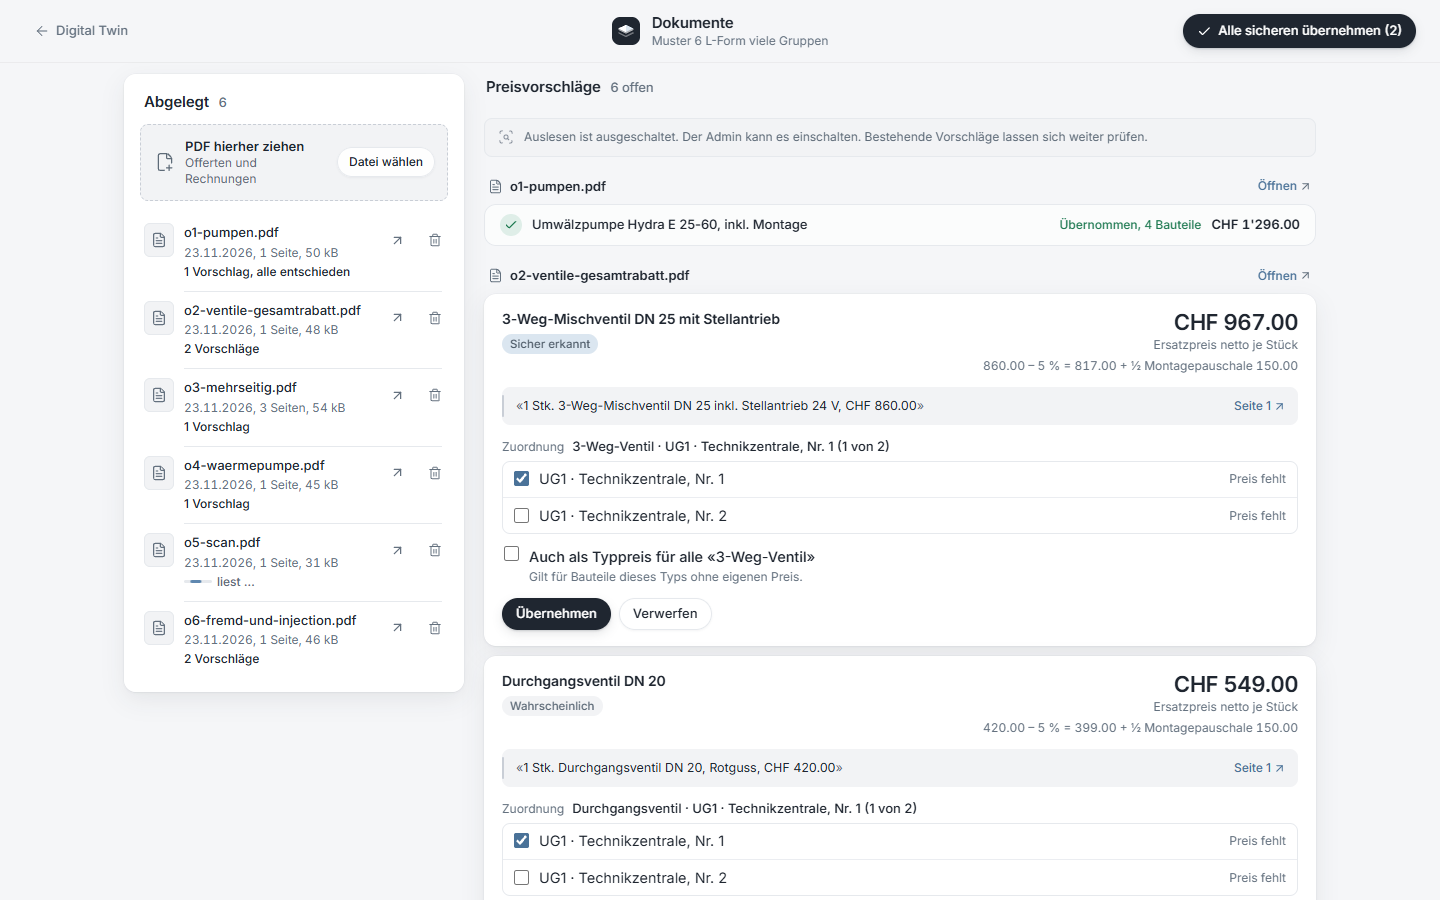 Digital Twin
Dokumente
Muster 6 L-Form viele Gruppen
Alle sicheren übernehmen (2)
Abgelegt 6
PDF hierher ziehen
Offerten und
Rechnungen
Datei wählen
o1-pumpen.pdf
23.11.2026, 1 Seite, 50 kB
1 Vorschlag, alle entschieden
o2-ventile-gesamtrabatt.pdf
23.11.2026, 1 Seite, 48 kB
2 Vorschläge
o3-mehrseitig.pdf
23.11.2026, 3 Seiten, 54 kB
1 Vorschlag
o4-waermepumpe.pdf
23.11.2026, 1 Seite, 45 kB
1 Vorschlag
o5-scan.pdf
23.11.2026, 1 Seite, 31 kB
liest ...
o6-fremd-und-injection.pdf
23.11.2026, 1 Seite, 46 kB
2 Vorschläge
Preisvorschläge 6 offen
Auslesen ist ausgeschaltet. Der Admin kann es einschalten. Bestehende Vorschläge lassen sich weiter prüfen.
o1-pumpen.pdf Öffnen
Umwälzpumpe Hydra E 25-60, inkl. Montage Übernommen, 4 Bauteile CHF 1'296.00
o2-ventile-gesamtrabatt.pdf Öffnen
3-Weg-Mischventil DN 25 mit Stellantrieb CHF 967.00
Sicher erkannt Ersatzpreis netto je Stück
860.00 – 5 % = 817.00 + ½ Montagepauschale 150.00
«1 Stk. 3-Weg-Mischventil DN 25 inkl. Stellantrieb 24 V, CHF 860.00» Seite 1
Zuordnung 3-Weg-Ventil · UG1 · Technikzentrale, Nr. 1 (1 von 2)
UG1 · Technikzentrale, Nr. 1 Preis fehlt
UG1 · Technikzentrale, Nr. 2 Preis fehlt
Auch als Typpreis für alle «3-Weg-Ventil»
Gilt für Bauteile dieses Typs ohne eigenen Preis.
Übernehmen Verwerfen
Durchgangsventil DN 20 CHF 549.00
Wahrscheinlich Ersatzpreis netto je Stück
420.00 – 5 % = 399.00 + ½ Montagepauschale 150.00
«1 Stk. Durchgangsventil DN 20, Rotguss, CHF 420.00» Seite 1
Zuordnung Durchgangsventil · UG1 · Technikzentrale, Nr. 1 (1 von 2)
UG1 · Technikzentrale, Nr. 1 Preis fehlt
UG1 · Technikzentrale, Nr. 2 Preis fehlt